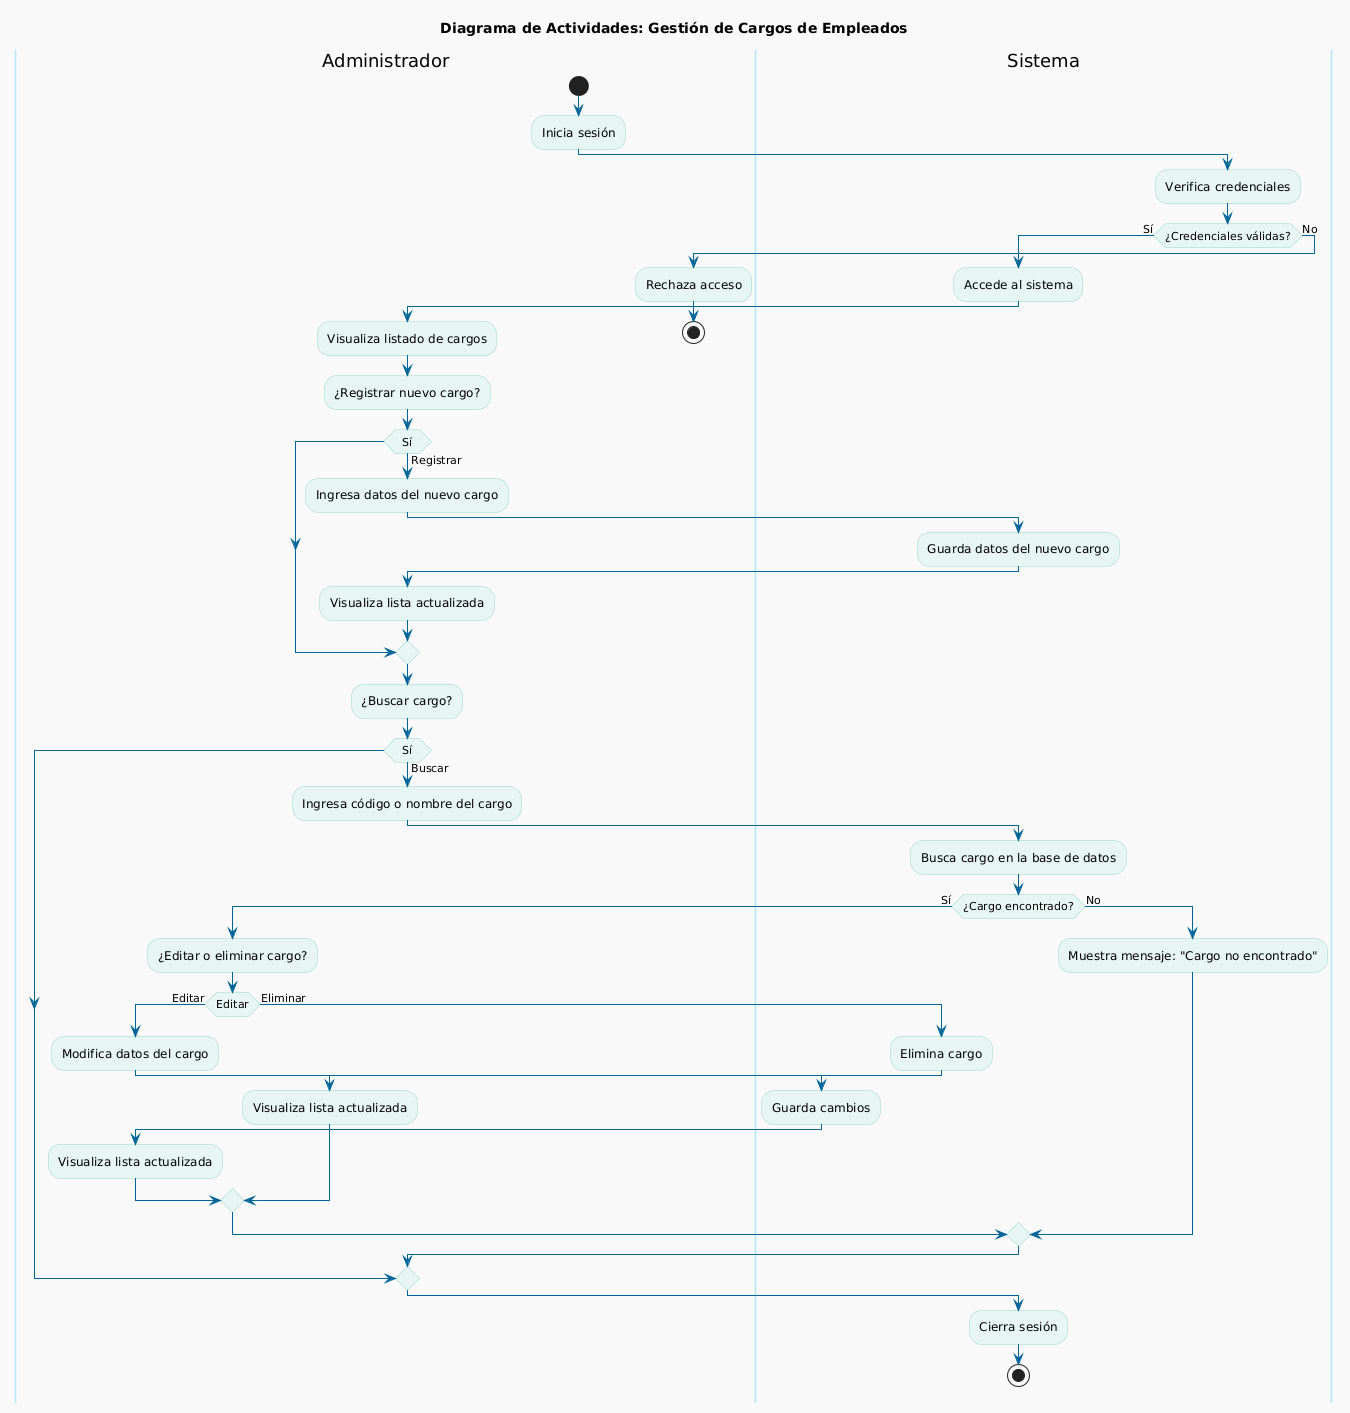 Diagrama de Actividades: Gestión de Cargos de Empleados
Administrador
Sistema
Inicia sesión
Verifica credenciales
Sí
¿Credenciales válidas?
No
Rechaza acceso
Accede al sistema
Visualiza listado de cargos
¿Registrar nuevo cargo?
Sí
Registrar
Ingresa datos del nuevo cargo
Guarda datos del nuevo cargo
Visualiza lista actualizada
¿Buscar cargo?
Sí
Buscar
Ingresa código o nombre del cargo
Busca cargo en la base de datos
Sí
¿Cargo encontrado?
No
¿Editar o eliminar cargo?
Muestra mensaje: "Cargo no encontrado"
Editar
Editar
Eliminar
Modifica datos del cargo
Elimina cargo
Visualiza lista actualizada
Guarda cambios
Visualiza lista actualizada
Cierra sesión